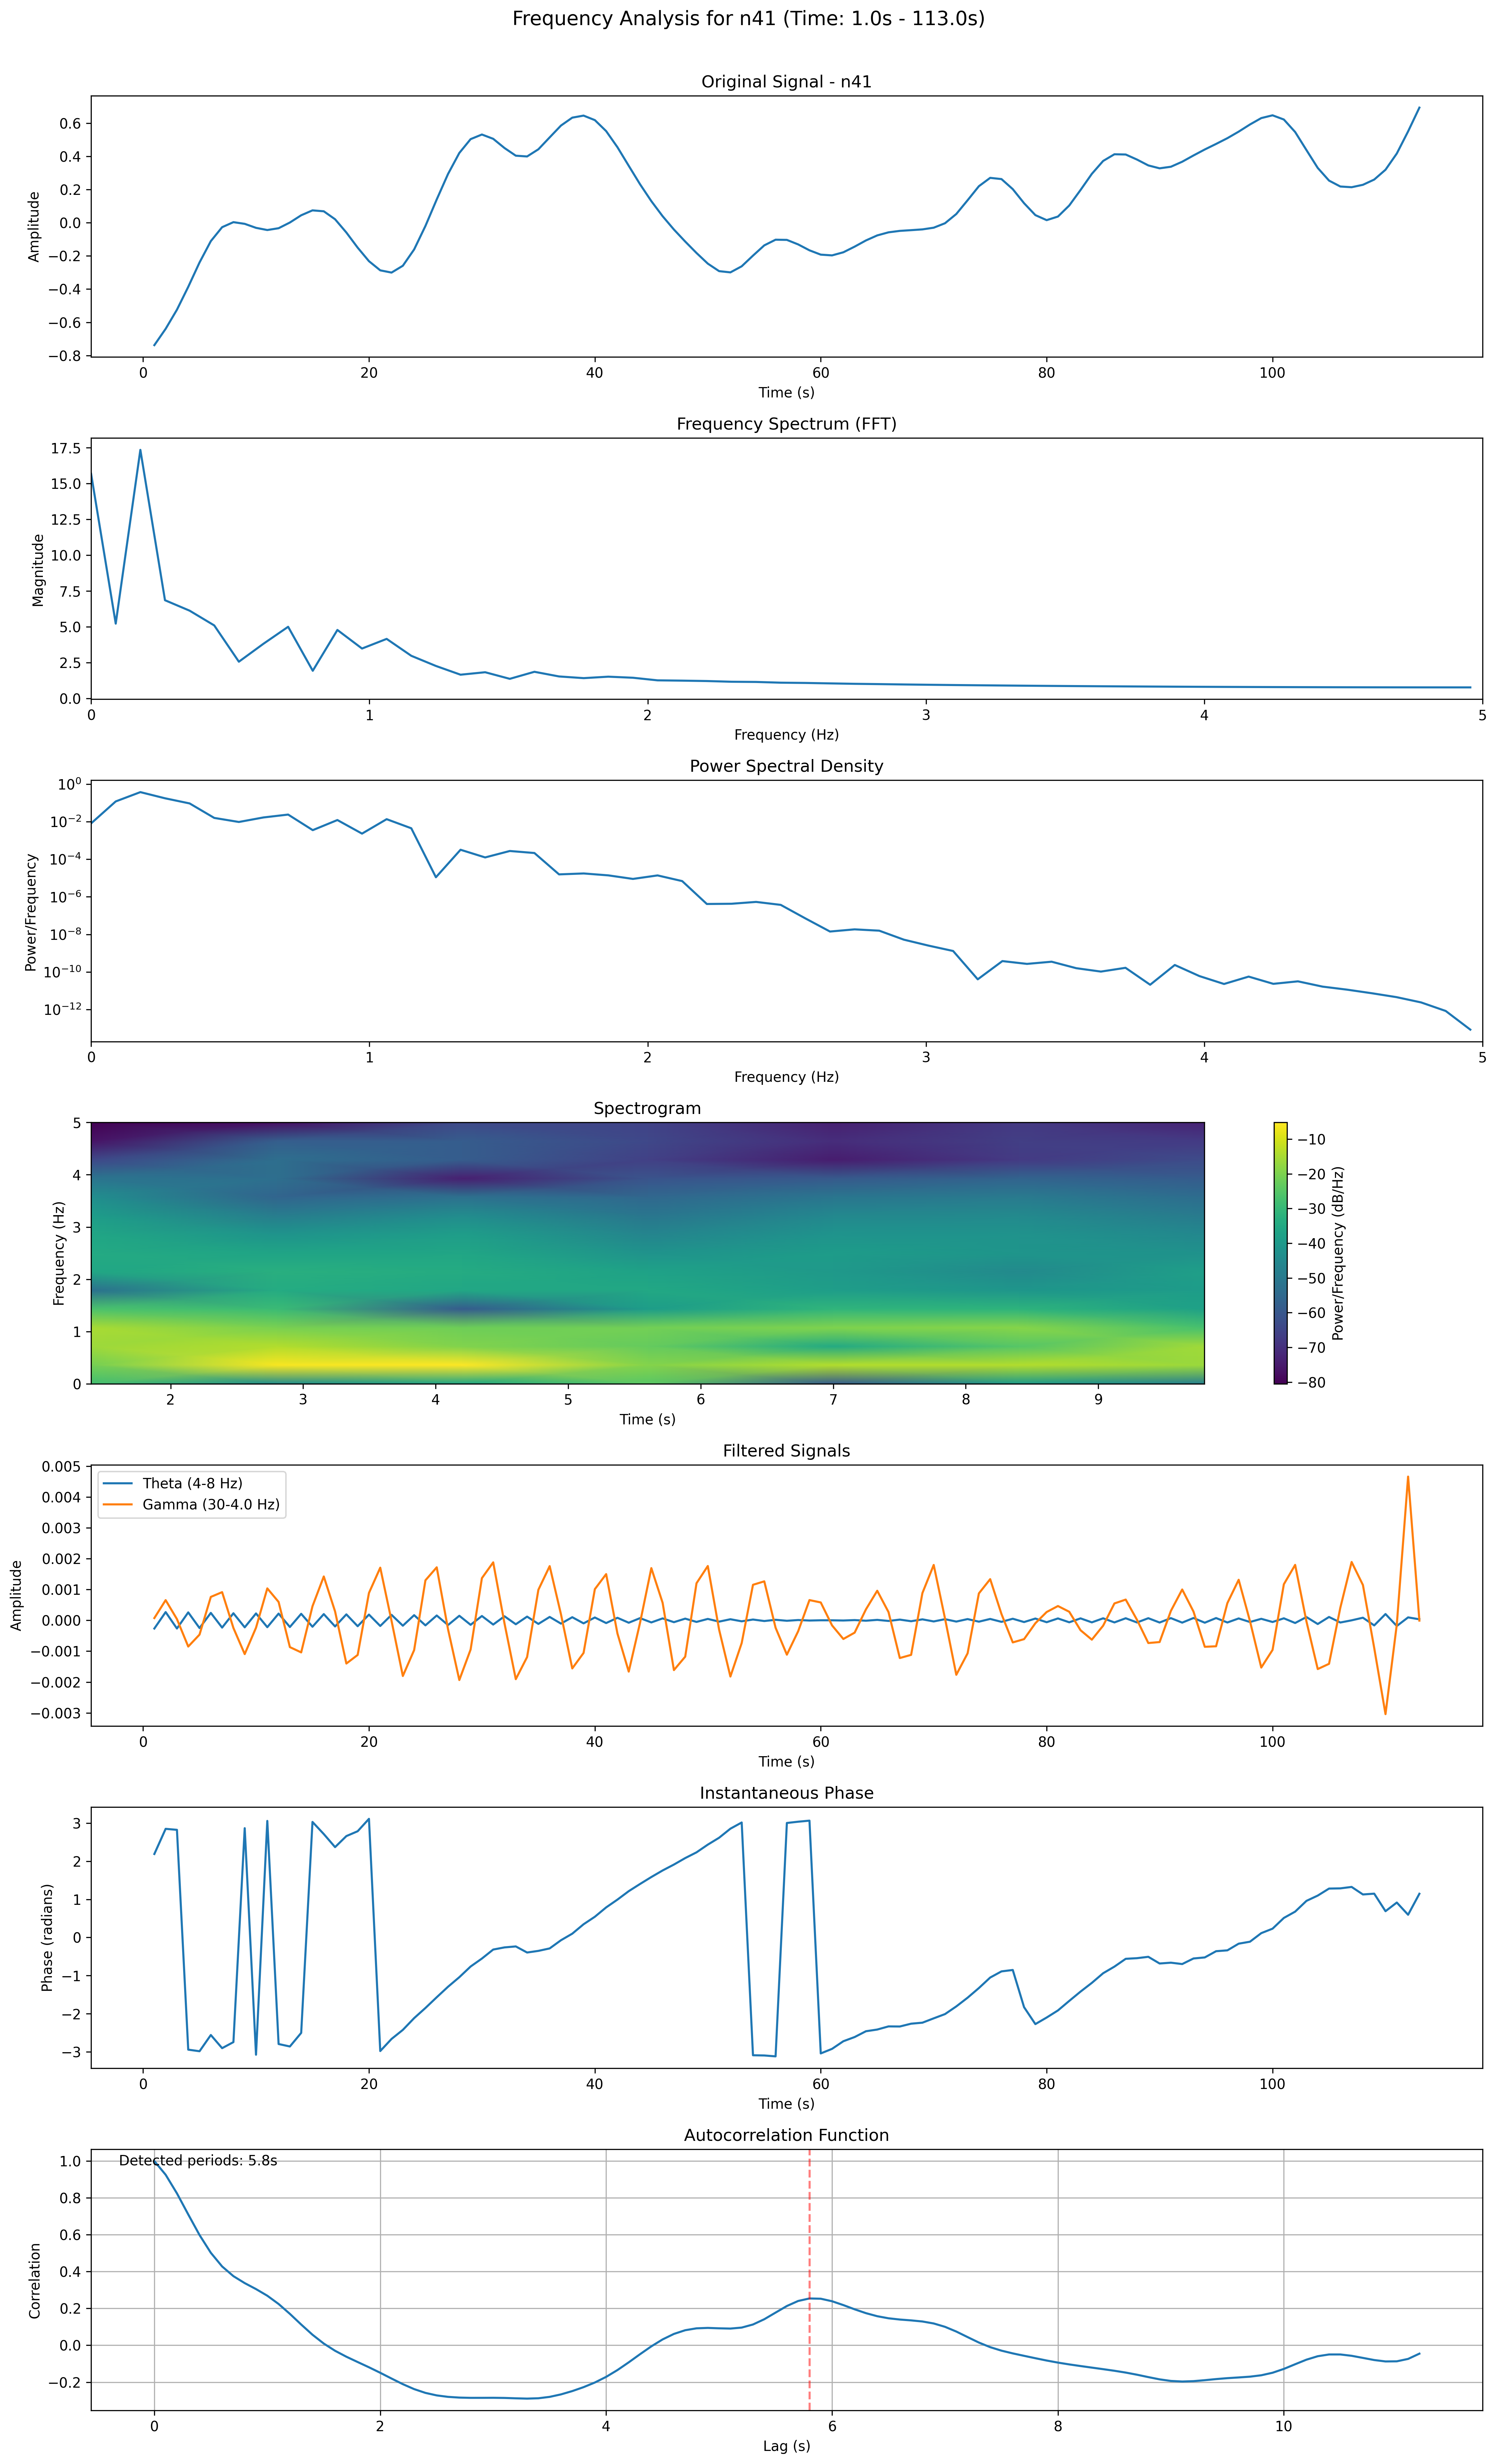 Frequency Analysis for n41 (Time: 1.0s - 113.0s)
Original Signal - n41
Amplitude
0.6
0.4
0.2
0.0
−0.2
−0.4
−0.6
−0.8
0 20 40 60 80 100
Time (s)
Frequency Spectrum (FFT)
Magnitude
17.5
15.0
12.5
10.0
7.5
5.0
2.5
0.0
0 1 2 3 4 5
Frequency (Hz)
Power Spectral Density
Power/Frequency
10⁰
10⁻²
10⁻⁴
10⁻⁶
10⁻⁸
10⁻¹⁰
10⁻¹²
0 1 2 3 4 5
Frequency (Hz)
Spectrogram
Frequency (Hz)
5
4
3
2
1
0
2 3 4 5 6 7 8 9
Time (s)
−10
−20
−30
−40
−50
−60
−70
−80
Power/Frequency (dB/Hz)
Filtered Signals
Theta (4-8 Hz)
Gamma (30-4.0 Hz)
Amplitude
0.005
0.004
0.003
0.002
0.001
0.000
−0.001
−0.002
−0.003
0 20 40 60 80 100
Time (s)
Instantaneous Phase
Phase (radians)
3
2
1
0
−1
−2
−3
0 20 40 60 80 100
Time (s)
Autocorrelation Function
Detected periods: 5.8s
Correlation
1.0
0.8
0.6
0.4
0.2
0.0
−0.2
0 2 4 6 8 10
Lag (s)